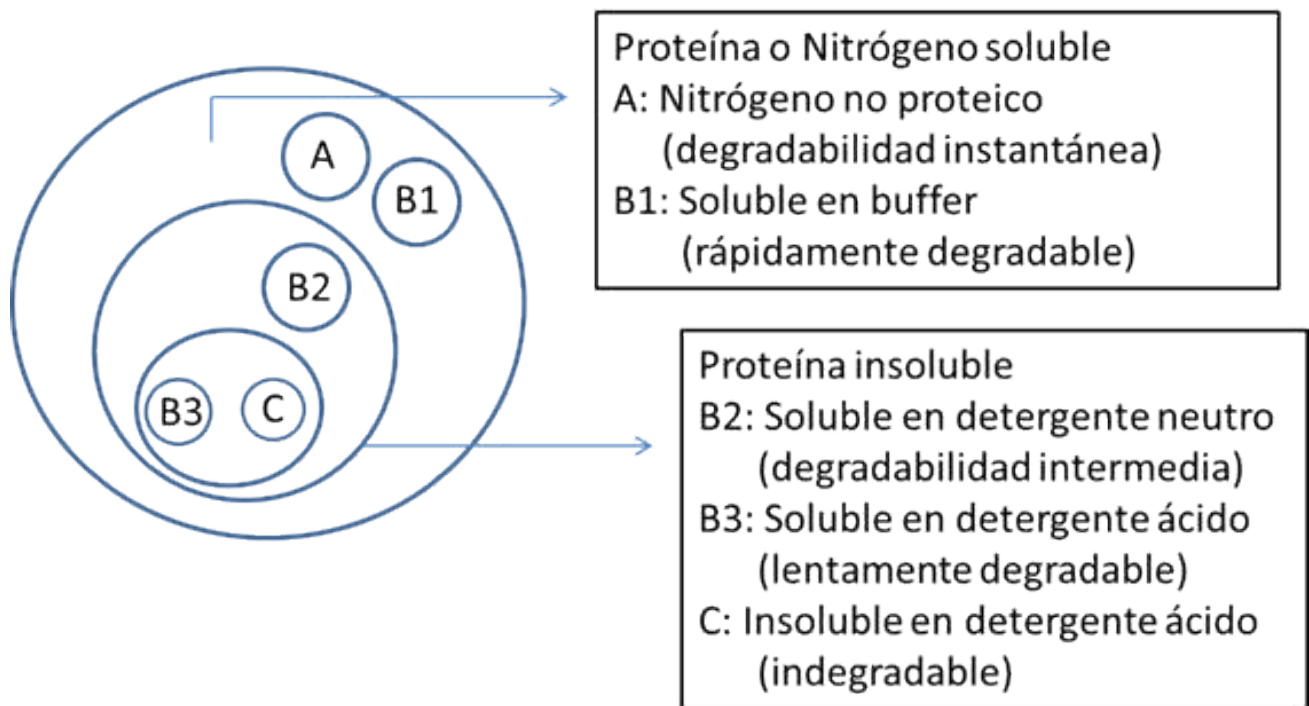 A
B1
B2
B3
C
Proteína o Nitrógeno soluble
A: Nitrógeno no proteico
(degradabilidad instantánea)
B1: Soluble en buffer
(rápidamente degradable)
Proteína insoluble
B2: Soluble en detergente neutro
(degradabilidad intermedia)
B3: Soluble en detergente ácido
(lentamente degradable)
C: Insoluble en detergente ácido
(indegradable)